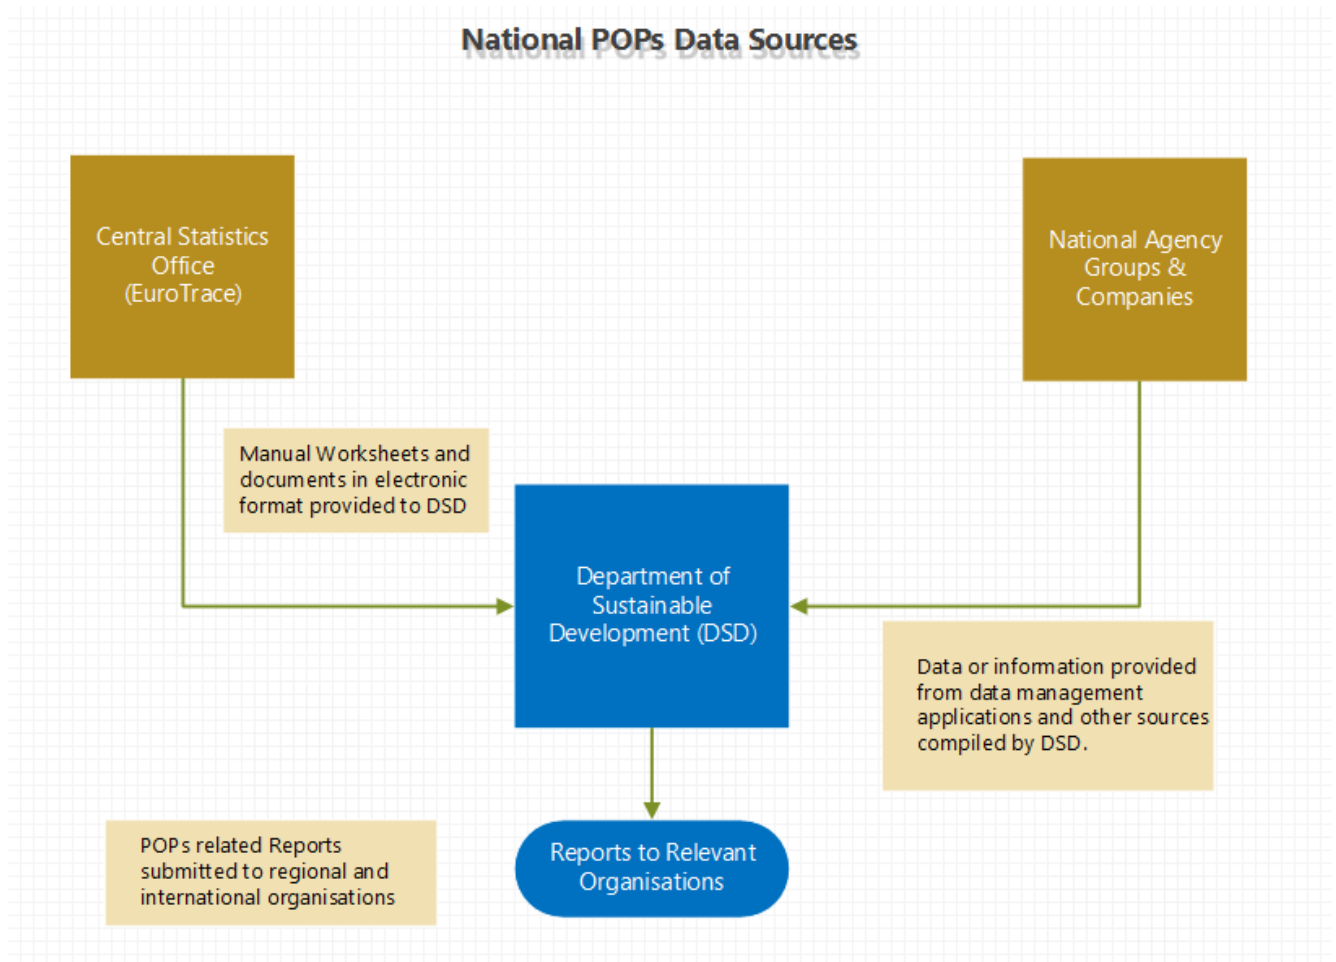 National POPs Data Sources
Central Statistics
Office
(EuroTrace)
National Agency
Groups &
Companies
Manual Worksheets and
documents in electronic
format provided to DSD
Department of
Sustainable
Development (DSD)
Data or information provided
from data management
applications and other sources
compiled by DSD.
POPs related Reports
submitted to regional and
international organisations
Reports to Relevant
Organisations